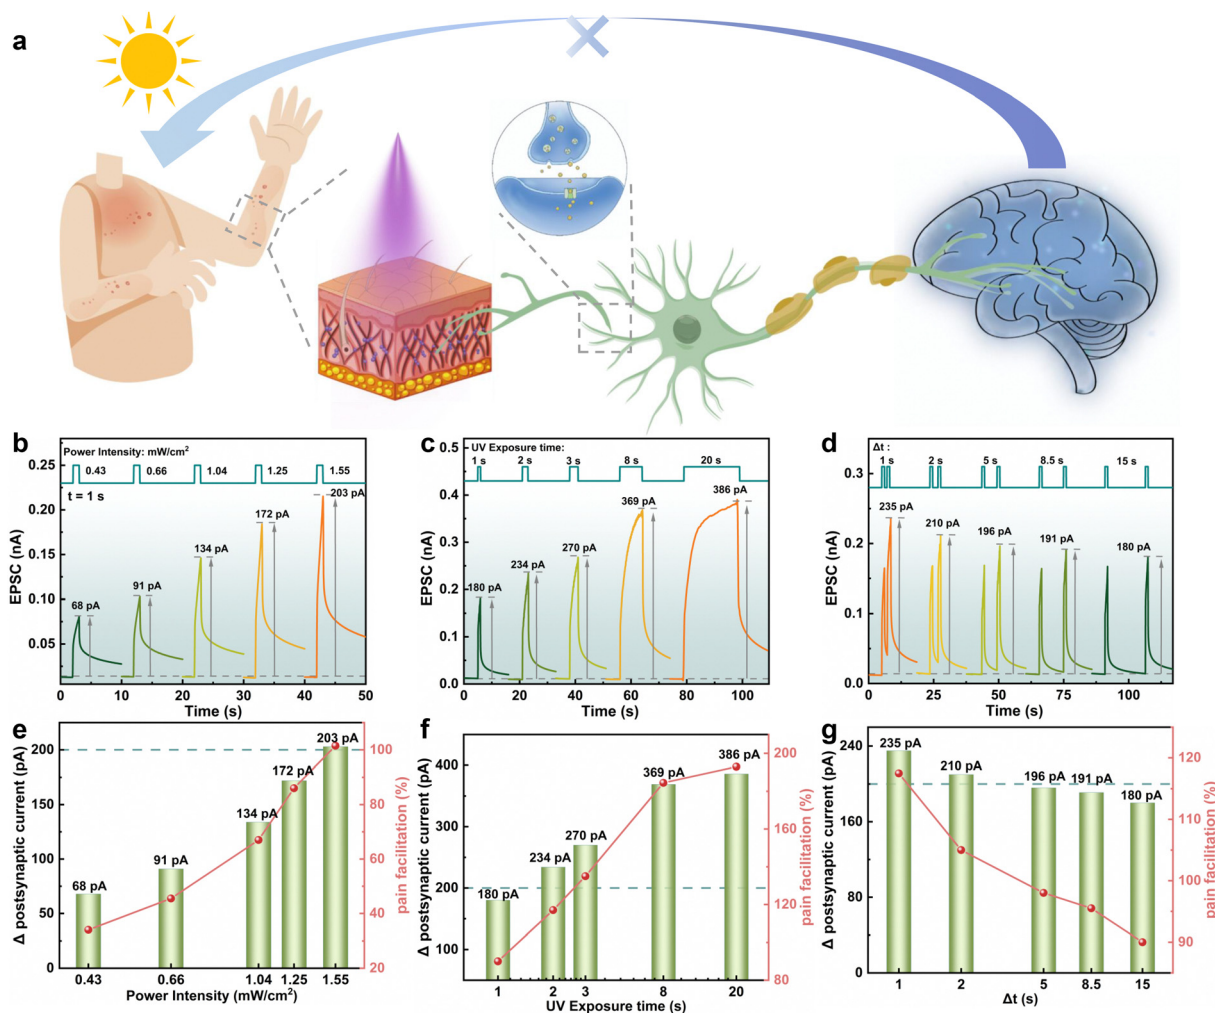 a
b
Power Intensity: mW/cm²
0.43
0.66
1.04
1.25
1.55
t = 1 s
68 pA
91 pA
134 pA
172 pA
203 pA
EPSC (nA)
0.25
0.20
0.15
0.10
0.05
0
10
20
30
40
50
Time (s)
c
UV Exposure time:
1 s
2 s
3 s
8 s
20 s
180 pA
234 pA
270 pA
369 pA
386 pA
EPSC (nA)
0.5
0.4
0.3
0.2
0.1
0.0
0
20
40
60
80
100
Time (s)
d
Δt :
1 s
2 s
5 s
8.5 s
15 s
235 pA
210 pA
196 pA
191 pA
180 pA
EPSC (nA)
0.3
0.2
0.1
0.0
0
25
50
75
100
Time (s)
e
68 pA
91 pA
134 pA
172 pA
203 pA
Δ postsynaptic current (pA)
200
150
100
50
0
pain facilitation (%)
100
80
60
40
20
0.43
0.66
1.04
1.25
1.55
Power Intensity (mW/cm²)
f
180 pA
234 pA
270 pA
369 pA
386 pA
Δ postsynaptic current (pA)
400
350
300
250
200
150
100
pain facilitation (%)
200
160
120
80
1
2
3
8
20
UV Exposure time (s)
g
235 pA
210 pA
196 pA
191 pA
180 pA
Δ postsynaptic current (pA)
240
160
80
0
pain facilitation (%)
120
110
100
90
1
2
5
8.5
15
Δt (s)